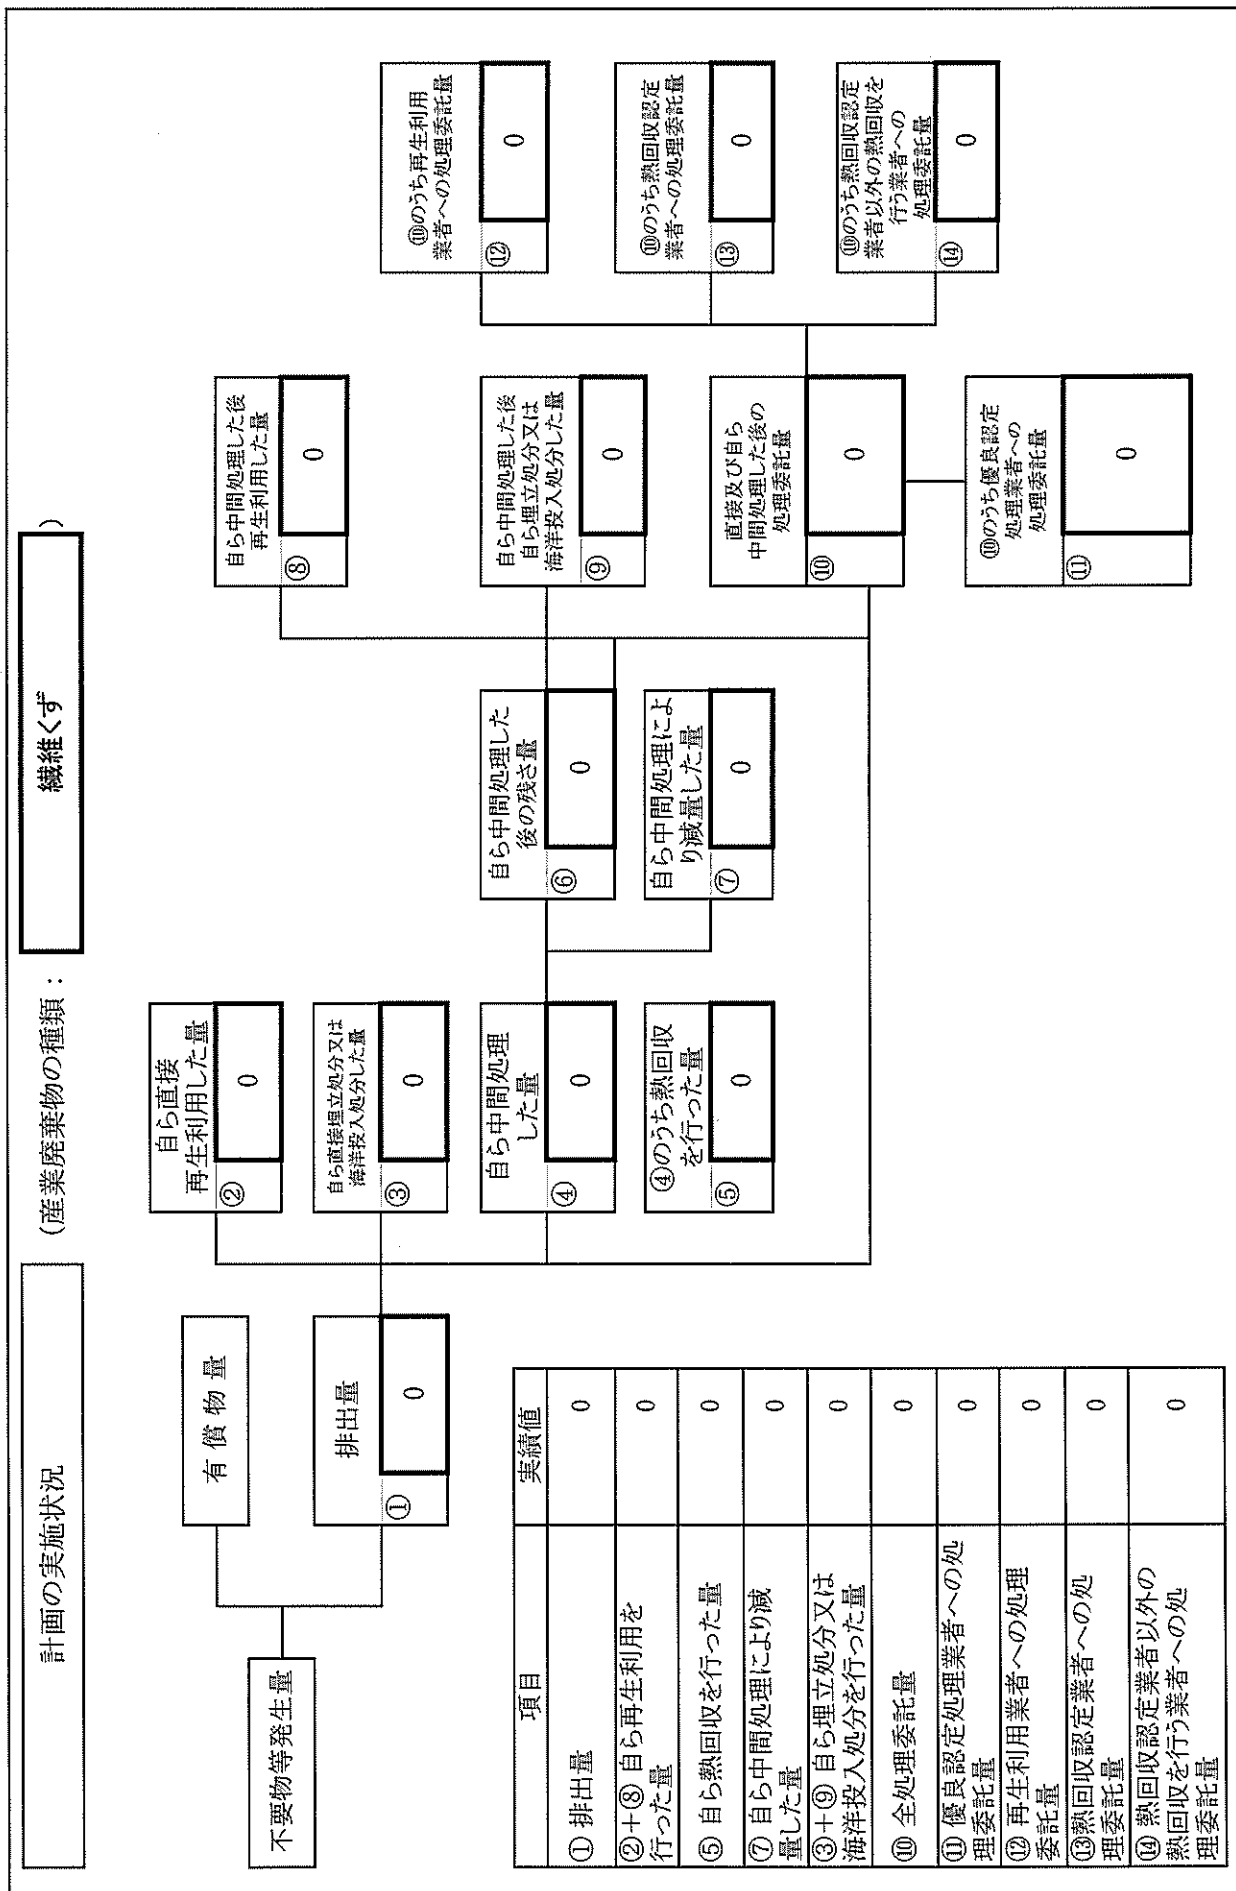 計画の実施状況
(産業廃棄物の種類:
繊維くず
)
不要物等発生量
有償物量
排出量
①
0
自ら直接
再生利用した量
②
0
自ら直接埋立処分又は
海洋投入処分した量
③
0
自ら中間処理
した量
④
0
④のうち熱回収
を行った量
⑤
0
自ら中間処理した
後の残さ量
⑥
0
自ら中間処理によ
り減量した量
⑦
0
自ら中間処理した後
再生利用した量
⑧
0
自ら中間処理した後
自ら埋立処分又は
海洋投入処分した量
⑨
0
直接及び自ら
中間処理した後の
処理委託量
⑩
0
⑩のうち優良認定
処理業者への
処理委託量
⑪
0
⑩のうち再生利用
業者への処理委託量
⑫
0
⑩のうち熱回収認定
業者への処理委託量
⑬
0
⑩のうち熱回収認定
業者以外の熱回収を
行う業者への
処理委託量
⑭
0
項目
実績値
① 排出量
0
②+⑧ 自ら再生利用を
行った量
0
⑤ 自ら熱回収を行った量
0
⑦ 自ら中間処理により減
量した量
0
③+⑨ 自ら埋立処分又は
海洋投入処分を行った量
0
⑩ 全処理委託量
0
⑪ 優良認定処理業者への処
理委託量
0
⑫ 再生利用業者への処理
委託量
0
⑬熱回収認定業者への処
理委託量
0
⑭ 熱回収認定業者以外の
熱回収を行う業者への処
理委託量
0